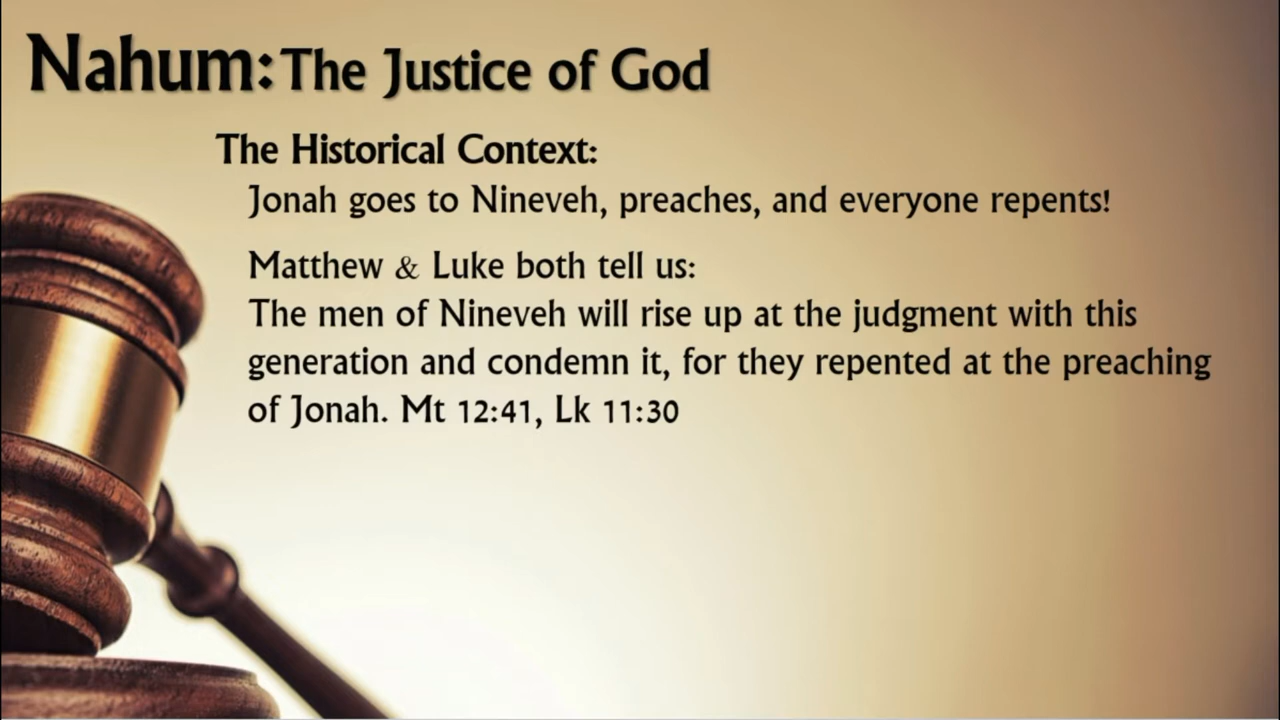 Nahum: The Justice of God
The Historical Context:
Jonah goes to Nineveh, preaches, and everyone repents!
Matthew & Luke both tell us:
The men of Nineveh will rise up at the judgment with this
generation and condemn it, for they repented at the preaching
of Jonah. Mt 12:41, Lk 11:30